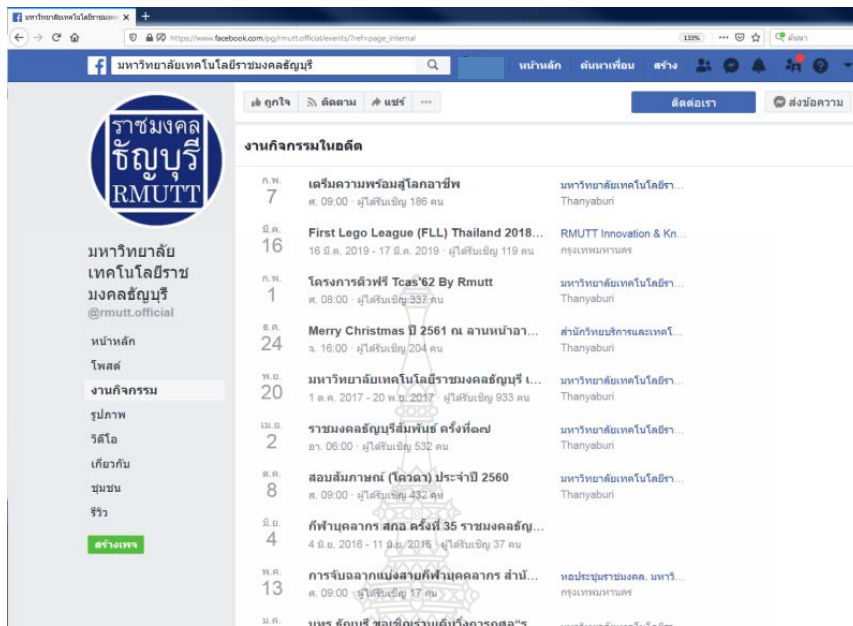 มหาวิทยาลัยเทคโนโลยีราชมงคล
https://www.facebook.com/pg/rmutt.official/events/?ref=page_internal
133%
ค้นหา
มหาวิทยาลัยเทคโนโลยีราชมงคลธัญบุรี
หน้าหลัก ค้นหาเพื่อน สร้าง
ราชมงคล
ธัญบุรี
RMUTT
มหาวิทยาลัย
เทคโนโลยีราช
มงคลธัญบุรี
@rmutt.official
หน้าหลัก
โพสต์
งานกิจกรรม
รูปภาพ
วิดีโอ
เกี่ยวกับ
ชุมชน
รีวิว
สร้างเพจ
ถูกใจ ติดตาม แชร์ ...
ติดต่อเรา
ส่งข้อความ
งานกิจกรรมในอดีต
ก.พ.
7
เตรียมความพร้อมสู่โลกอาชีพ
ศ. 09:00 · ผู้ได้รับเชิญ 186 คน
มหาวิทยาลัยเทคโนโลยีรา...
Thanyaburi
มี.ค.
16
First Lego League (FLL) Thailand 2018...
16 มี.ค. 2019 - 17 มี.ค. 2019 · ผู้ได้รับเชิญ 119 คน
RMUTT Innovation & Kn...
กรุงเทพมหานคร
ก.พ.
1
โครงการติวฟรี Tcas'62 By Rmutt
ศ. 08:00 · ผู้ได้รับเชิญ 337 คน
มหาวิทยาลัยเทคโนโลยีรา...
Thanyaburi
ธ.ค.
24
Merry Christmas ปี 2561 ณ ลานหน้าอา...
จ. 16:00 · ผู้ได้รับเชิญ 204 คน
สำนักวิทยบริการและเทคโ...
Thanyaburi
พ.ย.
20
มหาวิทยาลัยเทคโนโลยีราชมงคลธัญบุรี เ...
1 ต.ค. 2017 - 20 พ.ย. 2017 · ผู้ได้รับเชิญ 933 คน
มหาวิทยาลัยเทคโนโลยีรา...
Thanyaburi
เม.ย.
2
ราชมงคลธัญบุรีสัมพันธ์ ครั้งที่๑๗
อา. 06:00 · ผู้ได้รับเชิญ 532 คน
มหาวิทยาลัยเทคโนโลยีรา...
Thanyaburi
ต.ค.
8
สอบสัมภาษณ์ (โควตา) ประจำปี 2560
ส. 09:00 · ผู้ได้รับเชิญ 432 คน
มหาวิทยาลัยเทคโนโลยีรา...
Thanyaburi
มิ.ย.
4
กีฬาบุคลากร สกอ ครั้งที่ 35 ราชมงคลธัญ...
4 มิ.ย. 2016 - 11 มิ.ย. 2016 · ผู้ได้รับเชิญ 37 คน
พ.ค.
13
การจับฉลากแบ่งสายกีฬาบุคลากร สำนั...
ศ. 09:00 · ผู้ได้รับเชิญ 17 คน
หอประชุมราชมงคล. มหาวิ...
กรุงเทพมหานคร
ม.ค.